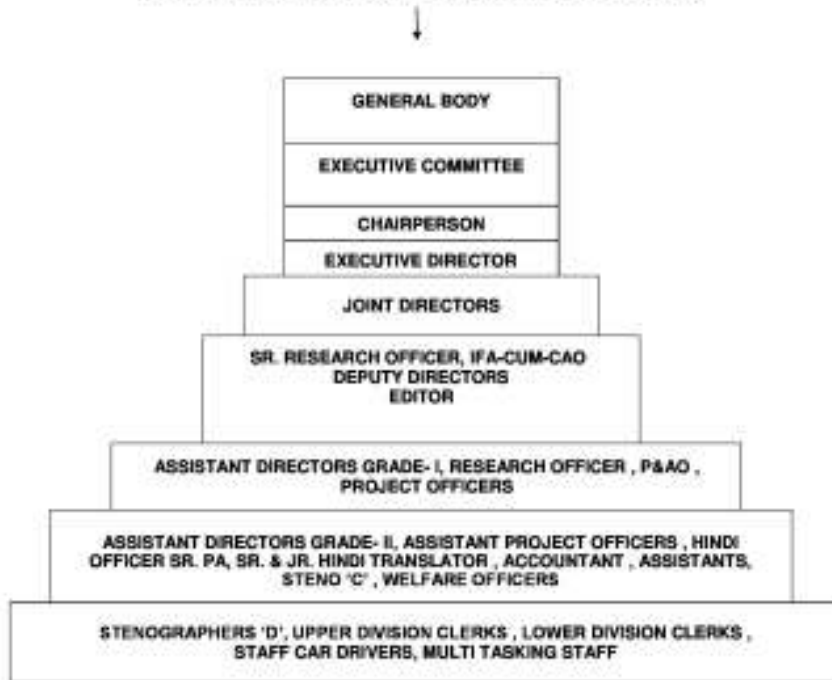 GENERAL BODY
EXECUTIVE COMMITTEE
CHAIRPERSON
EXECUTIVE DIRECTOR
JOINT DIRECTORS
SR. RESEARCH OFFICER, IFA-CUM-CAO
DEPUTY DIRECTORS
EDITOR
ASSISTANT DIRECTORS GRADE- I, RESEARCH OFFICER , P&AO ,
PROJECT OFFICERS
ASSISTANT DIRECTORS GRADE- II, ASSISTANT PROJECT OFFICERS , HINDI
OFFICER SR. PA, SR. & JR. HINDI TRANSLATOR , ACCOUNTANT , ASSISTANTS,
STENO 'C' , WELFARE OFFICERS
STENOGRAPHERS 'D', UPPER DIVISION CLERKS , LOWER DIVISION CLERKS ,
STAFF CAR DRIVERS, MULTI TASKING STAFF